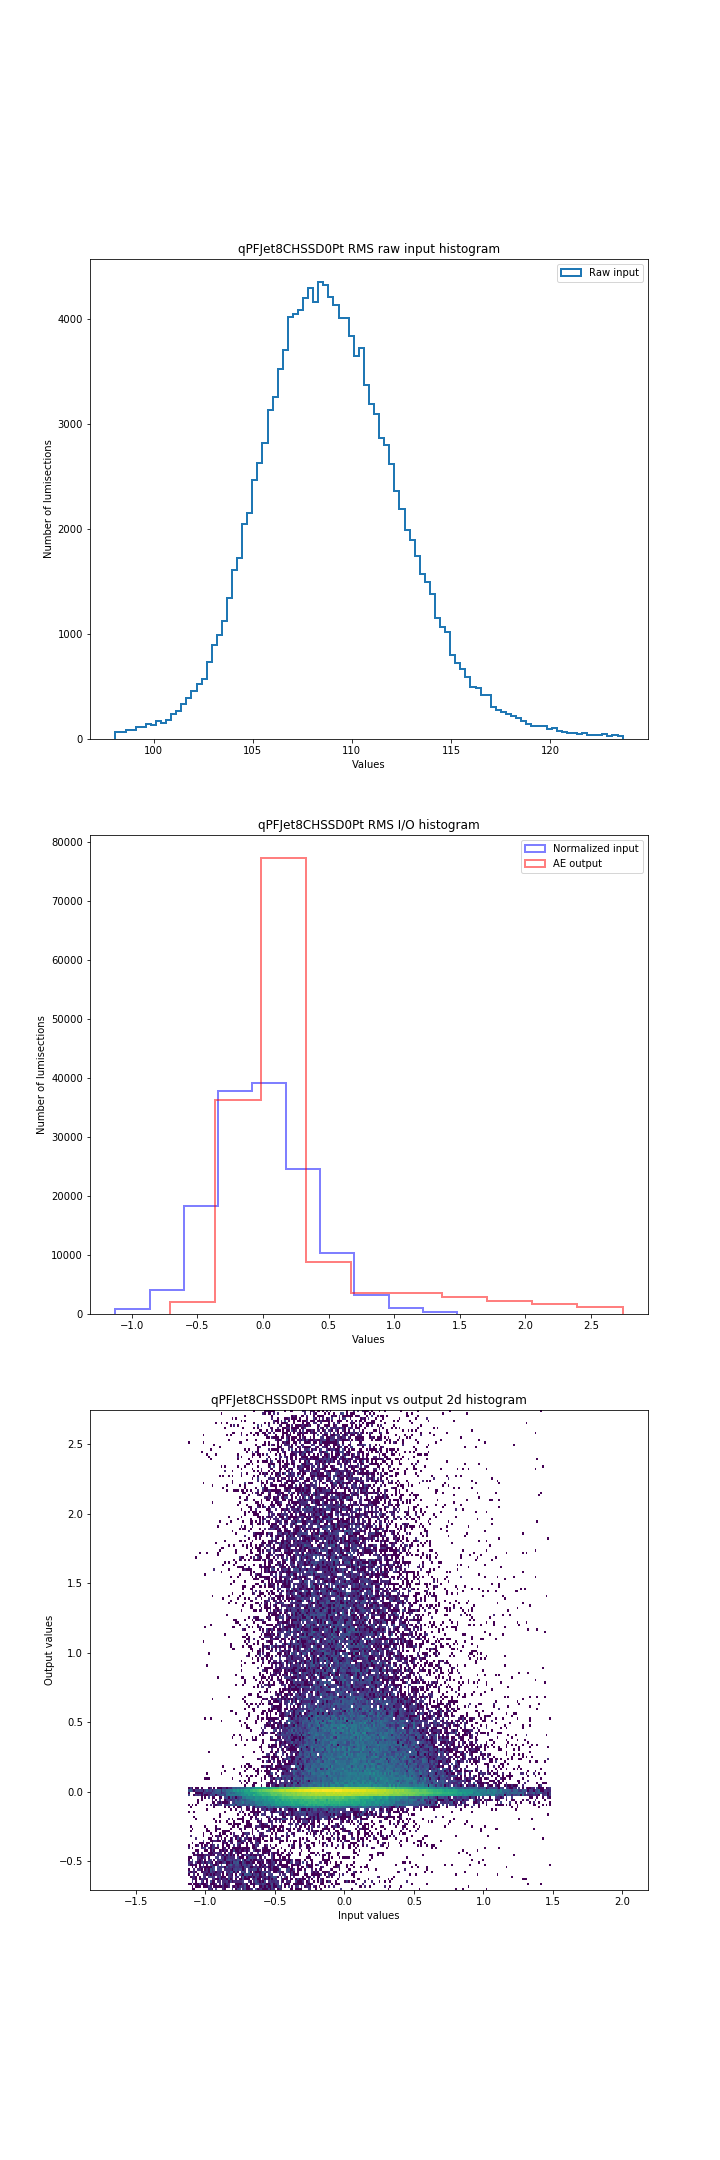 qPFJet8CHSSD0Pt RMS raw input histogram
Raw input
4000
3000
2000
1000
0
Number of lumisections
100 105 110 115 120
Values
qPFJet8CHSSD0Pt RMS I/O histogram
Normalized input
AE output
80000
70000
60000
50000
40000
30000
20000
10000
0
Number of lumisections
−1.0 −0.5 0.0 0.5 1.0 1.5 2.0 2.5
Values
qPFJet8CHSSD0Pt RMS input vs output 2d histogram
2.5
2.0
1.5
1.0
0.5
0.0
−0.5
Output values
−1.5 −1.0 −0.5 0.0 0.5 1.0 1.5 2.0
Input values